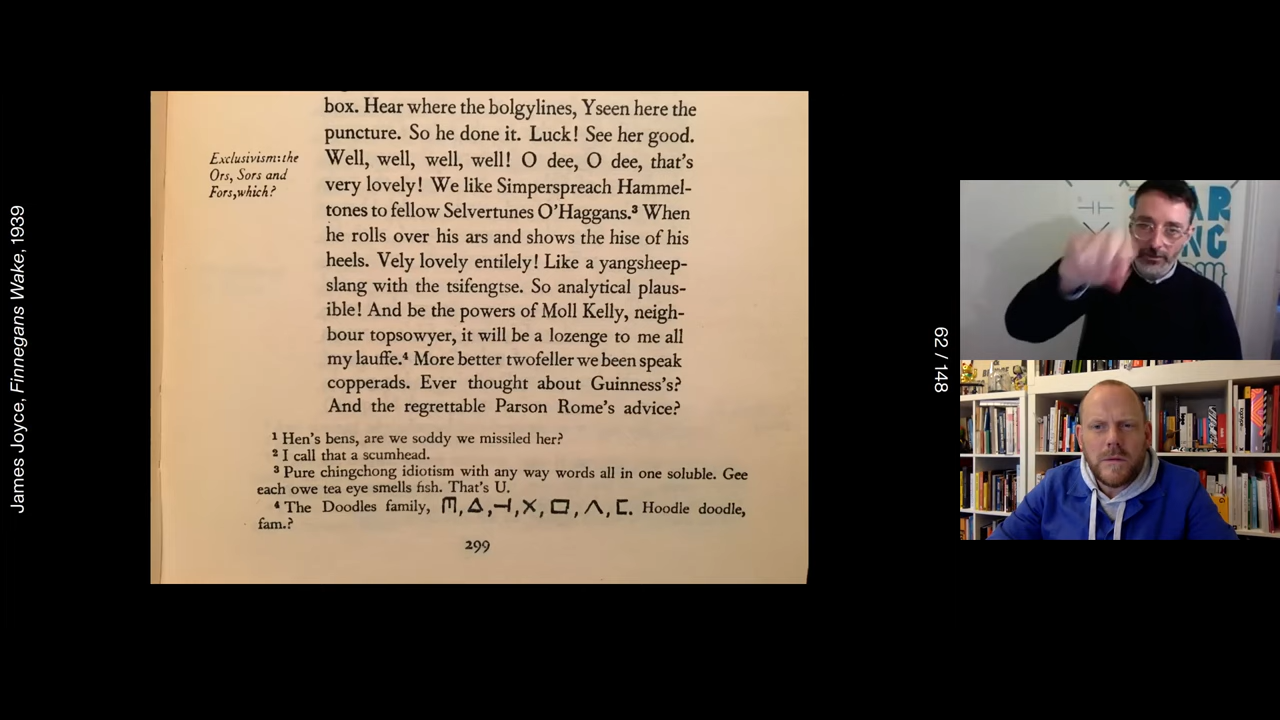 James Joyce, Finnegans Wake, 1939
box. Hear where the bolgylines, Yseen here the
puncture. So he done it. Luck! See her good.
Well, well, well, well! O dee, O dee, that's
very lovely! We like Simperspreach Hammel-
tones to fellow Selvertunes O'Haggans.³ When
he rolls over his ars and shows the hise of his
heels. Vely lovely entilely! Like a yangsheep-
slang with the tsifengtse. So analytical plaus-
ible! And be the powers of Moll Kelly, neigh-
bour topsowyer, it will be a lozenge to me all
my lauffe.⁴ More better twofeller we been speak
copperads. Ever thought about Guinness's?
And the regrettable Parson Rome's advice?
Exclusivism: the
Ors, Sors and
Fors, which?
¹ Hen's bens, are we soddy we missiled her?
² I call that a scumhead.
³ Pure chingchong idiotism with any way words all in one soluble. Gee
each owe tea eye smells fish. That's U.
⁴ The Doodles family, Ш, Δ, ⊣, X, □, Λ, C. Hoodle doodle,
fam.?
299
62 / 148